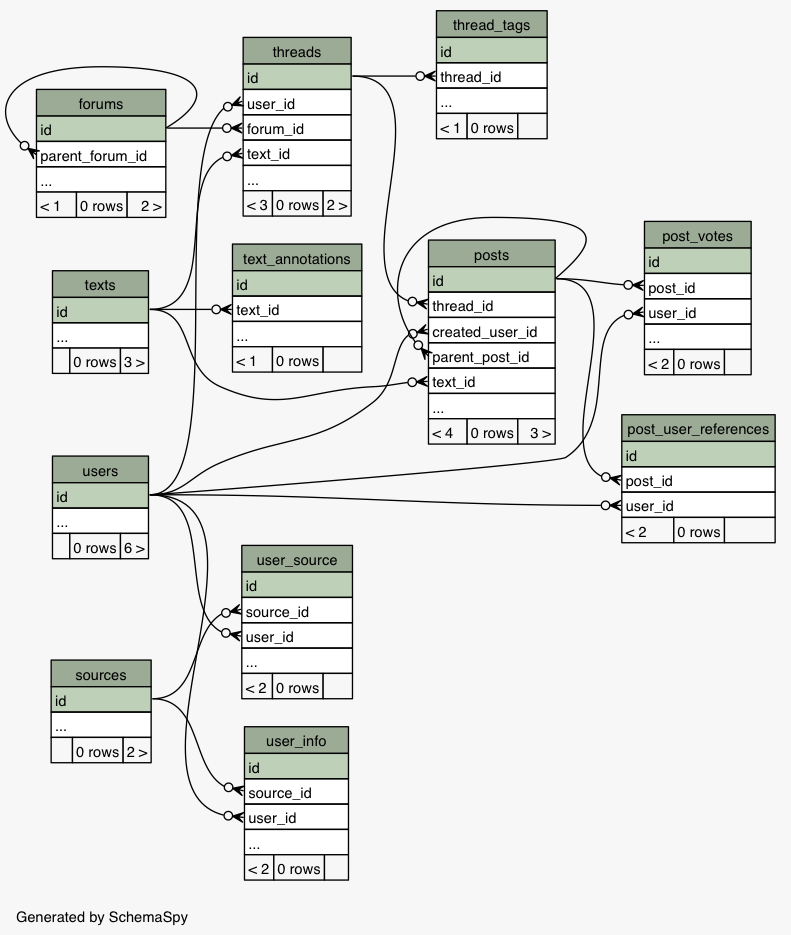 thread_tags
id
thread_id
...
< 1 0 rows
threads
id
user_id
forum_id
text_id
...
< 3 0 rows 2 >
forums
id
parent_forum_id
...
< 1 0 rows 2 >
posts
id
thread_id
created_user_id
parent_post_id
text_id
...
< 4 0 rows 3 >
post_votes
id
post_id
user_id
...
< 2 0 rows
text_annotations
id
text_id
...
< 1 0 rows
texts
id
...
0 rows 3 >
post_user_references
id
post_id
user_id
< 2 0 rows
users
id
...
0 rows 6 >
user_source
id
source_id
user_id
...
< 2 0 rows
sources
id
...
0 rows 2 >
user_info
id
source_id
user_id
...
< 2 0 rows
Generated by SchemaSpy